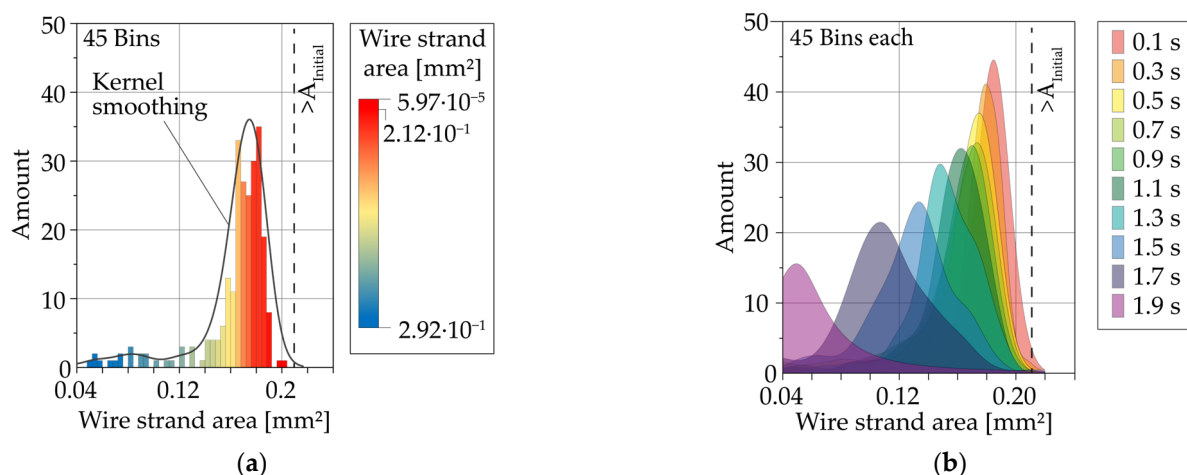 50
40
30
20
10
0
Amount
45 Bins
Kernel
smoothing
>A_Initial
0.04
0.12
0.2
Wire strand area [mm²]
Wire strand
area [mm²]
5.97·10⁻⁵
2.12·10⁻¹
2.92·10⁻¹
(a)
50
40
30
20
10
0
Amount
45 Bins each
>A_Initial
0.04
0.12
0.20
Wire strand area [mm²]
0.1 s
0.3 s
0.5 s
0.7 s
0.9 s
1.1 s
1.3 s
1.5 s
1.7 s
1.9 s
(b)